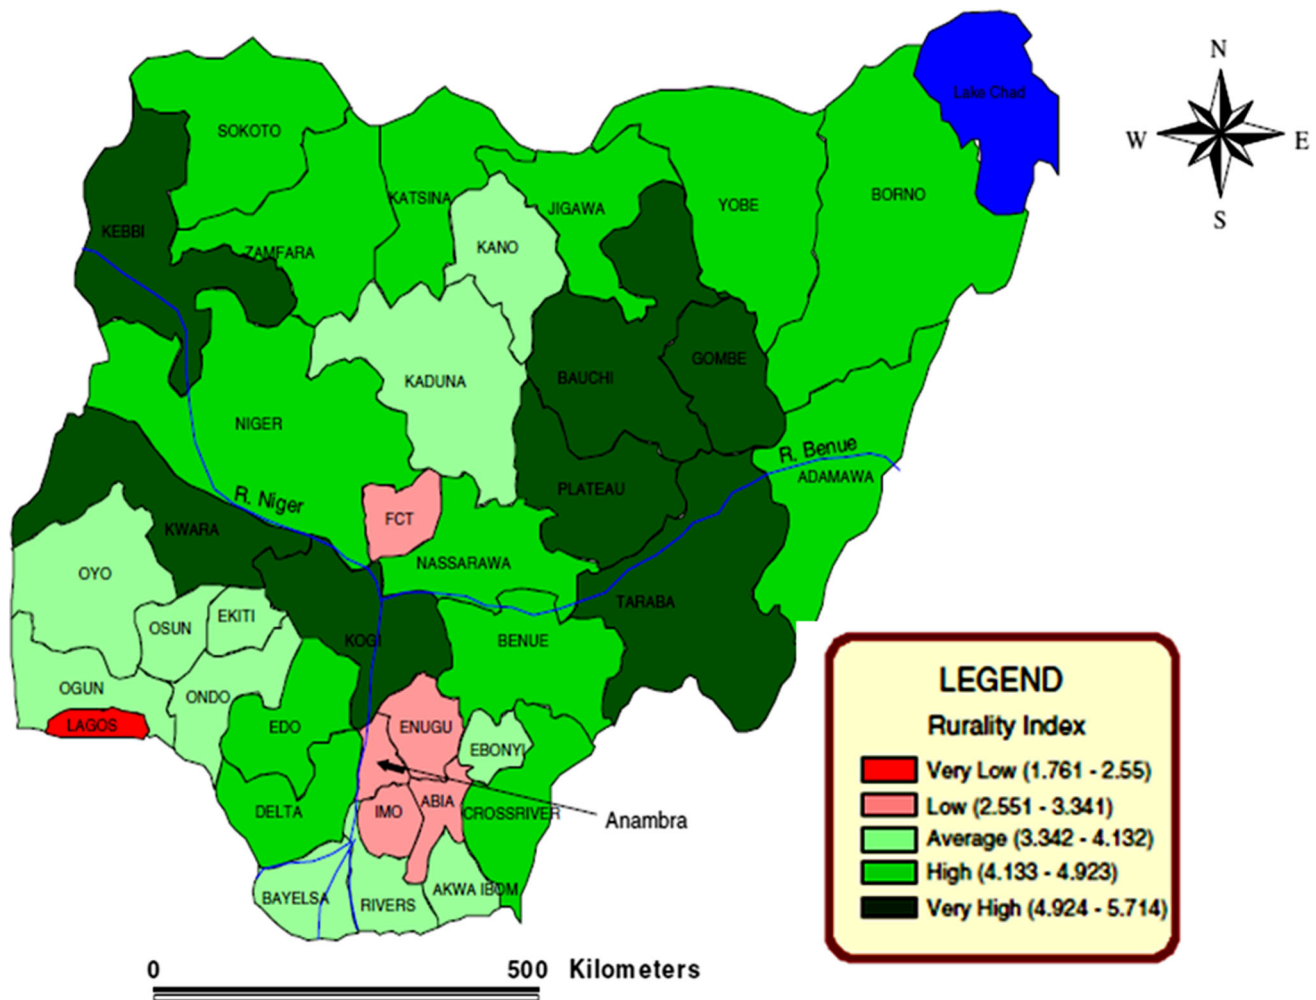 N
W
E
S
Lake Chad
SOKOTO
KATSINA
JIGAWA
YOBE
BORNO
KEBBI
ZAMFARA
KANO
KADUNA
BAUCHI
GOMBE
NIGER
R. Benue
ADAMAWA
PLATEAU
R. Niger
FCT
KWARA
NASSARAWA
OYO
TARABA
OSUN
EKITI
KOGI
BENUE
OGUN
ONDO
LAGOS
EDO
ENUGU
EBONYI
DELTA
IMO
ABIA
CROSSRIVER
Anambra
BAYELSA
RIVERS
AKWA IBOM
LEGEND
Rurality Index
Very Low (1.761 - 2.55)
Low (2.551 - 3.341)
Average (3.342 - 4.132)
High (4.133 - 4.923)
Very High (4.924 - 5.714)
0 500 Kilometers